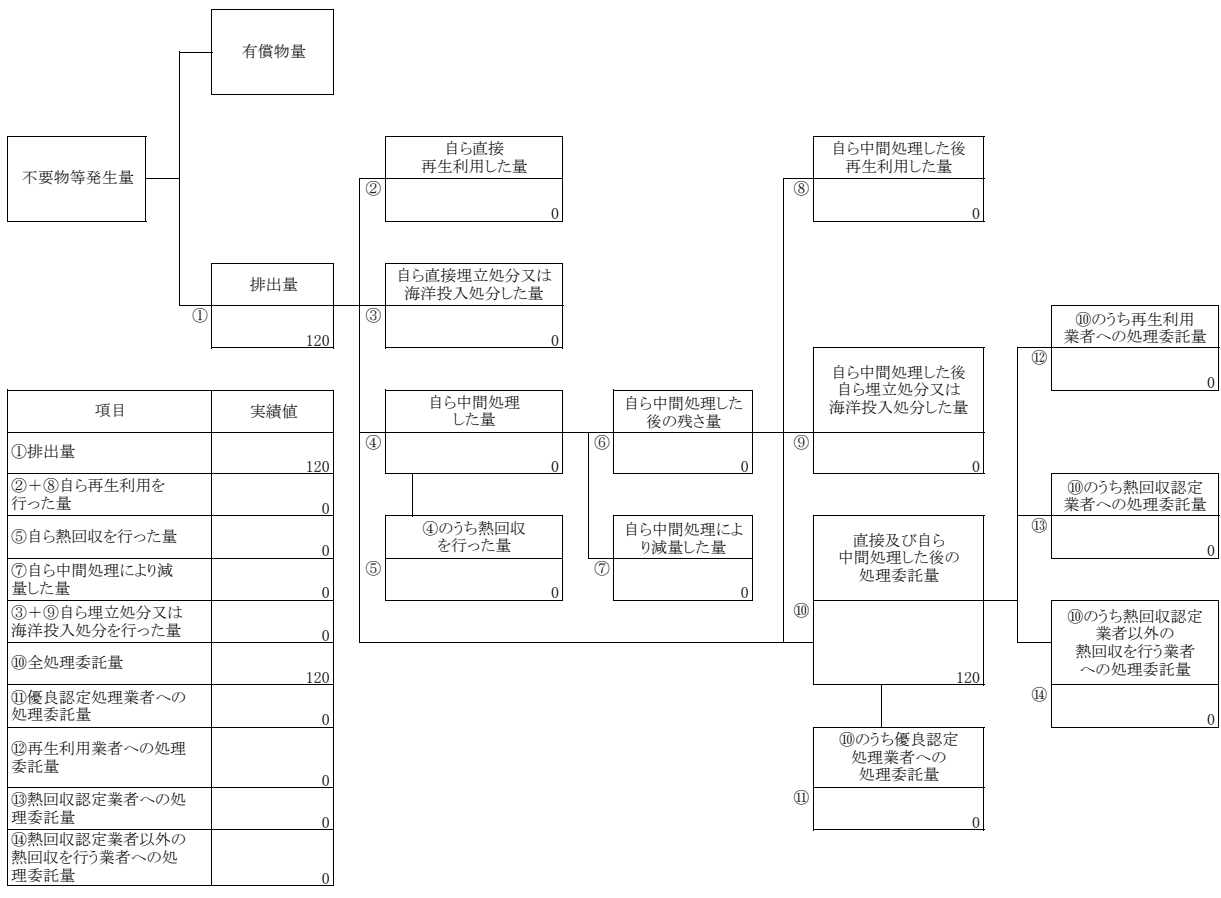 有償物量
不要物等発生量
排出量
①
120
自ら直接
再生利用した量
②
0
自ら直接埋立処分又は
海洋投入処分した量
③
0
自ら中間処理
した量
④
0
④のうち熱回収
を行った量
⑤
0
自ら中間処理した
後の残さ量
⑥
0
自ら中間処理によ
り減量した量
⑦
0
自ら中間処理した後
再生利用した量
⑧
0
自ら中間処理した後
自ら埋立処分又は
海洋投入処分した量
⑨
0
直接及び自ら
中間処理した後の
処理委託量
⑩
120
⑩のうち優良認定
処理業者への
処理委託量
⑪
0
⑩のうち再生利用
業者への処理委託量
⑫
0
⑩のうち熱回収認定
業者への処理委託量
⑬
0
⑩のうち熱回収認定
業者以外の
熱回収を行う業者
への処理委託量
⑭
0
項目 実績値
①排出量
120
②+⑧自ら再生利用を
行った量
0
⑤自ら熱回収を行った量
0
⑦自ら中間処理により減
量した量
0
③+⑨自ら埋立処分又は
海洋投入処分を行った量
0
⑩全処理委託量
120
⑪優良認定処理業者への
処理委託量
0
⑫再生利用業者への処理
委託量
0
⑬熱回収認定業者への処
理委託量
0
⑭熱回収認定業者以外の
熱回収を行う業者への処
理委託量
0